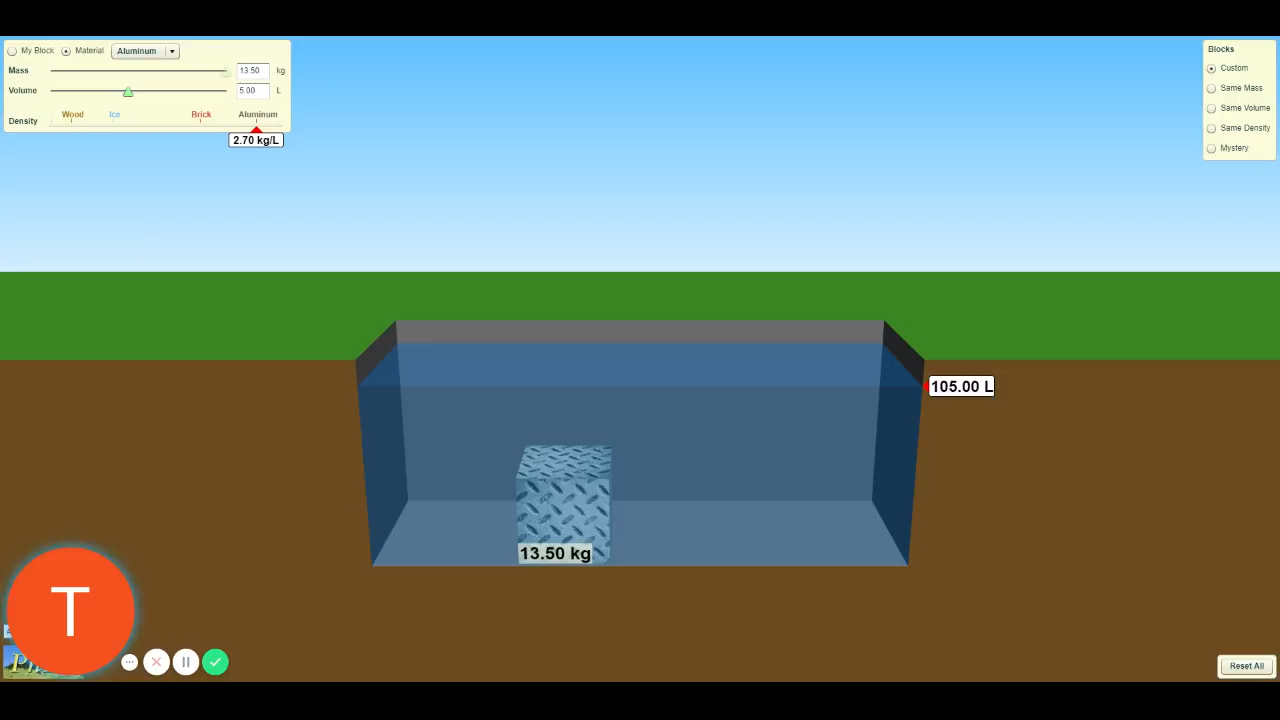 My Block Material Aluminum
Mass 13.50 kg
Volume 5.00 L
Wood Ice Brick Aluminum
Density
2.70 kg/L
Blocks
Custom
Same Mass
Same Volume
Same Density
Mystery
105.00 L
13.50 kg
T
Reset All